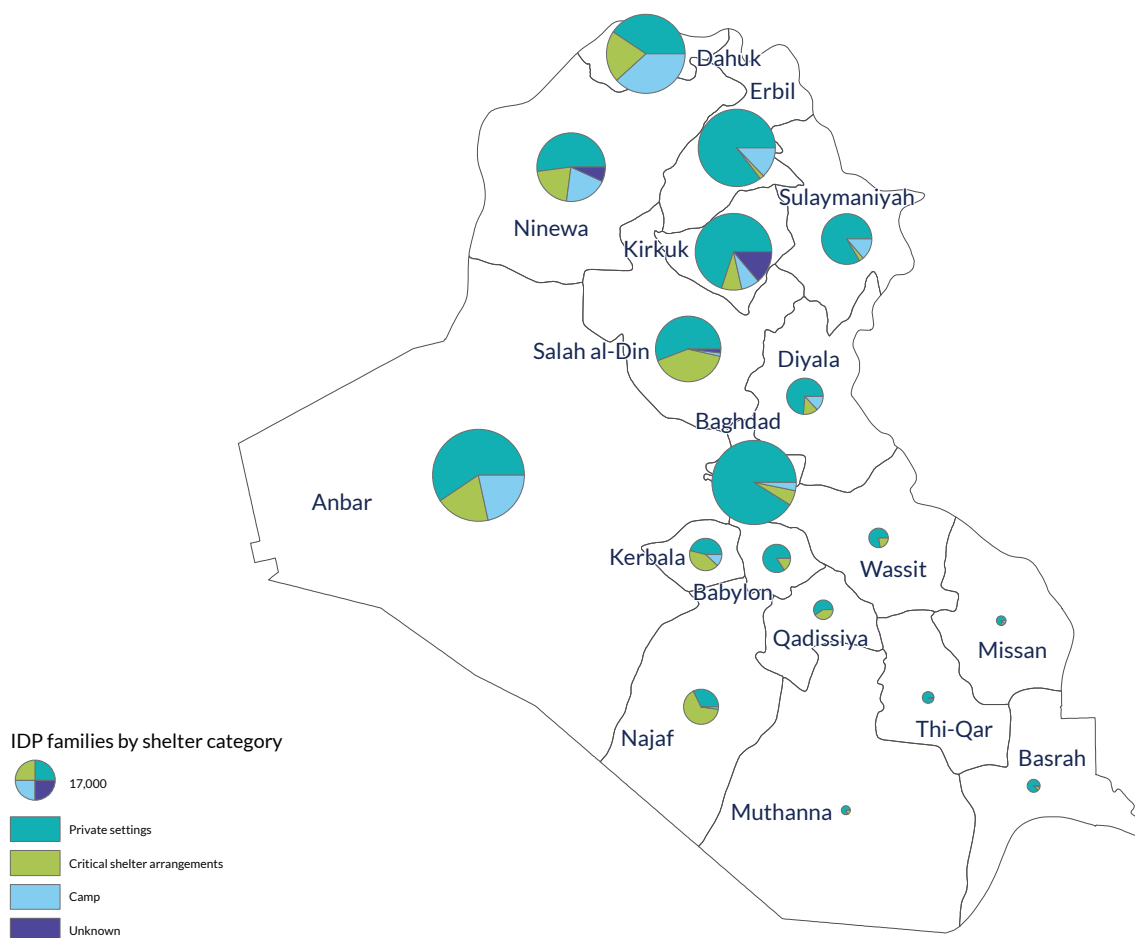 Dahuk
Erbil
Sulaymaniyah
Ninewa
Kirkuk
Salah al-Din
Diyala
Baghdad
Anbar
Kerbala
Wassit
Babylon
Qadissiya
Missan
Najaf
Thi-Qar
Basrah
Muthanna
IDP families by shelter category
17,000
Private settings
Critical shelter arrangements
Camp
Unknown